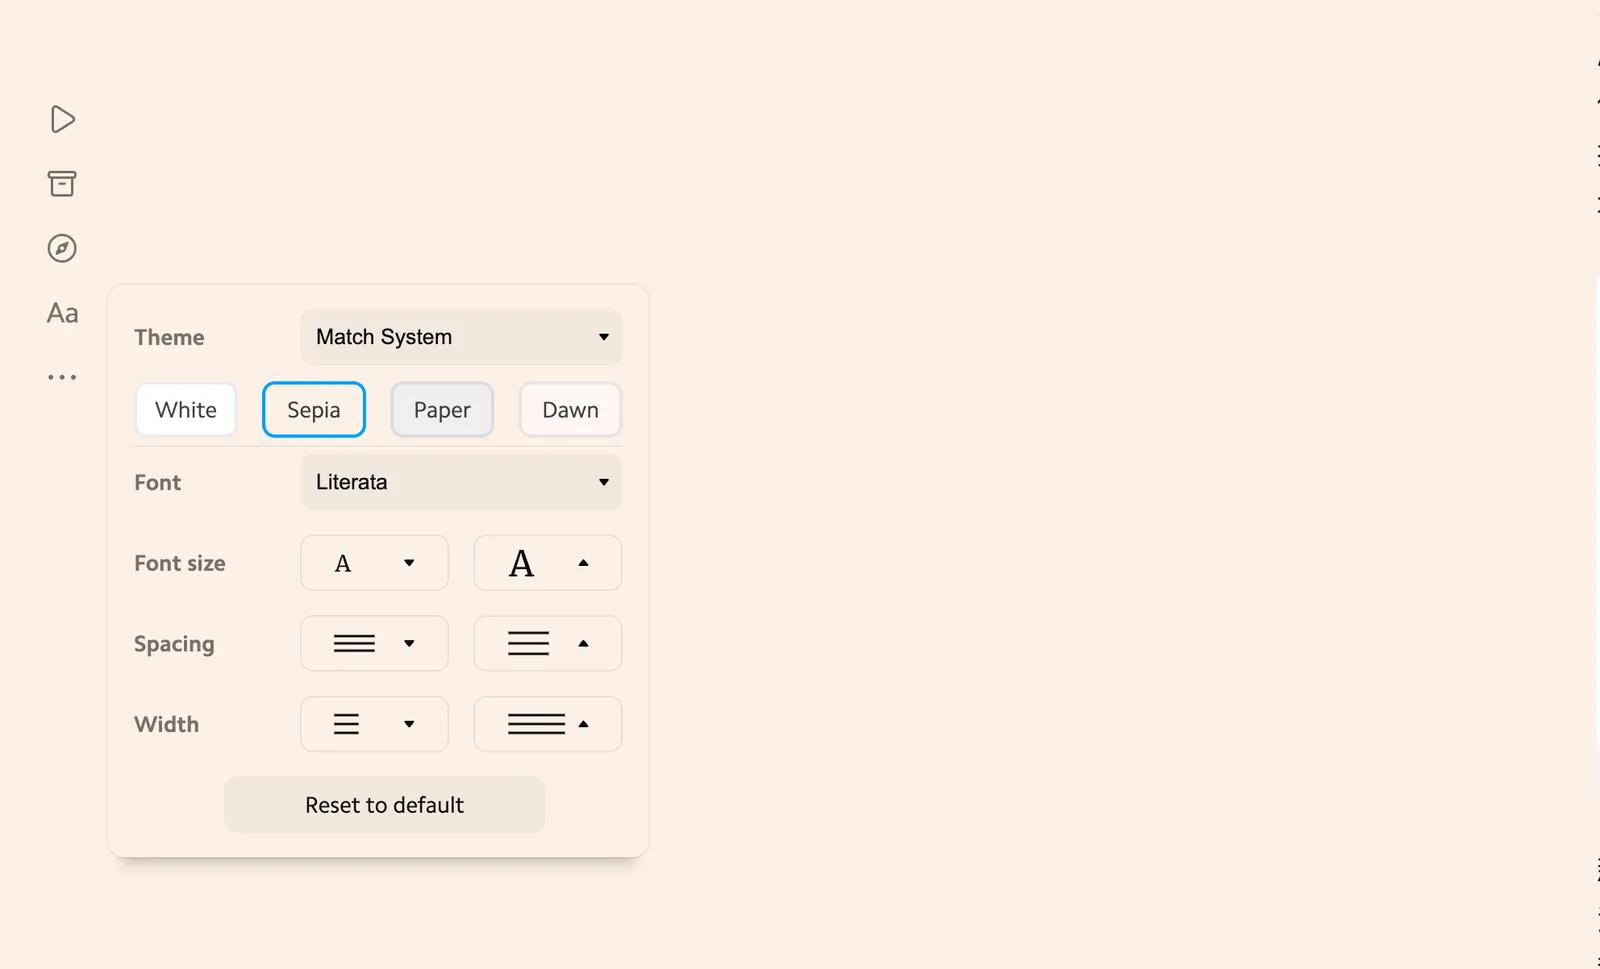 Aa
Theme
Match System
White
Sepia
Paper
Dawn
Font
Literata
Font size
A
A
Spacing
Width
Reset to default